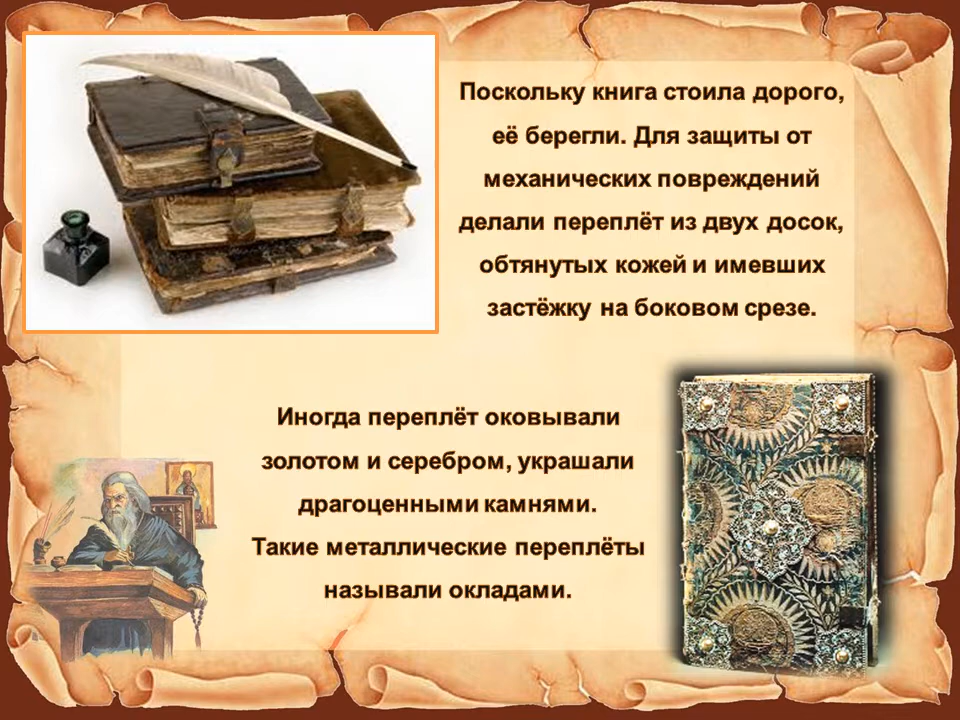 Поскольку книга стоила дорого,
её берегли. Для защиты от
механических повреждений
делали переплёт из двух досок,
обтянутых кожей и имевших
застёжку на боковом срезе.
Иногда переплёт оковывали
золотом и серебром, украшали
драгоценными камнями.
Такие металлические переплёты
называли окладами.